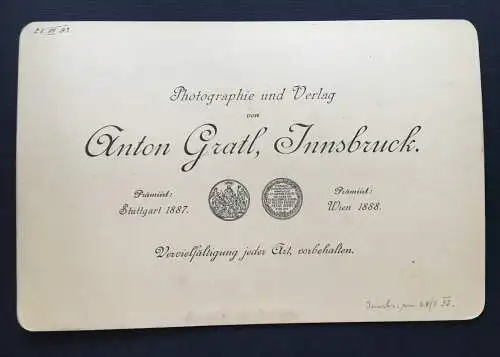 Photographie und Verlag
von
Anton Gratl, Innsbruck.
Prämiirt:
Stuttgart 1887.
Prämiirt:
Wien 1888.
Vervielfältigung jeder Art, vorbehalten.